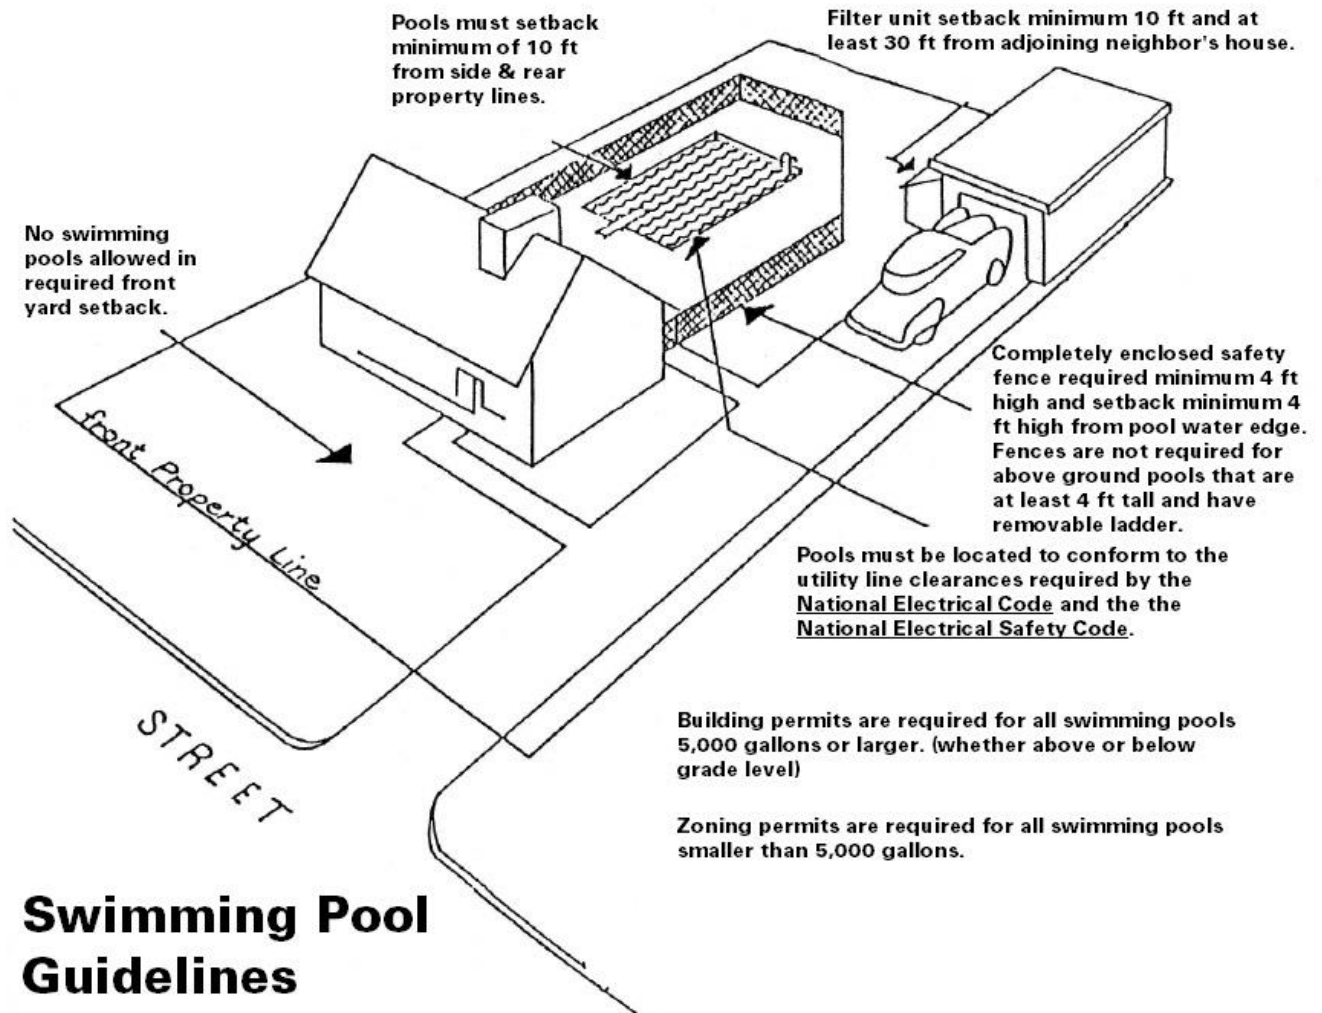 Pools must setback
minimum of 10 ft
from side & rear
property lines.
Filter unit setback minimum 10 ft and at
least 30 ft from adjoining neighbor's house.
No swimming
pools allowed in
required front
yard setback.
Completely enclosed safety
fence required minimum 4 ft
high and setback minimum 4
ft high from pool water edge.
Fences are not required for
above ground pools that are
at least 4 ft tall and have
removable ladder.
front Property Line
Pools must be located to conform to the
utility line clearances required by the
National Electrical Code and the the
National Electrical Safety Code.
STREET
Building permits are required for all swimming pools
5,000 gallons or larger. (whether above or below
grade level)
Zoning permits are required for all swimming pools
smaller than 5,000 gallons.
Swimming Pool
Guidelines